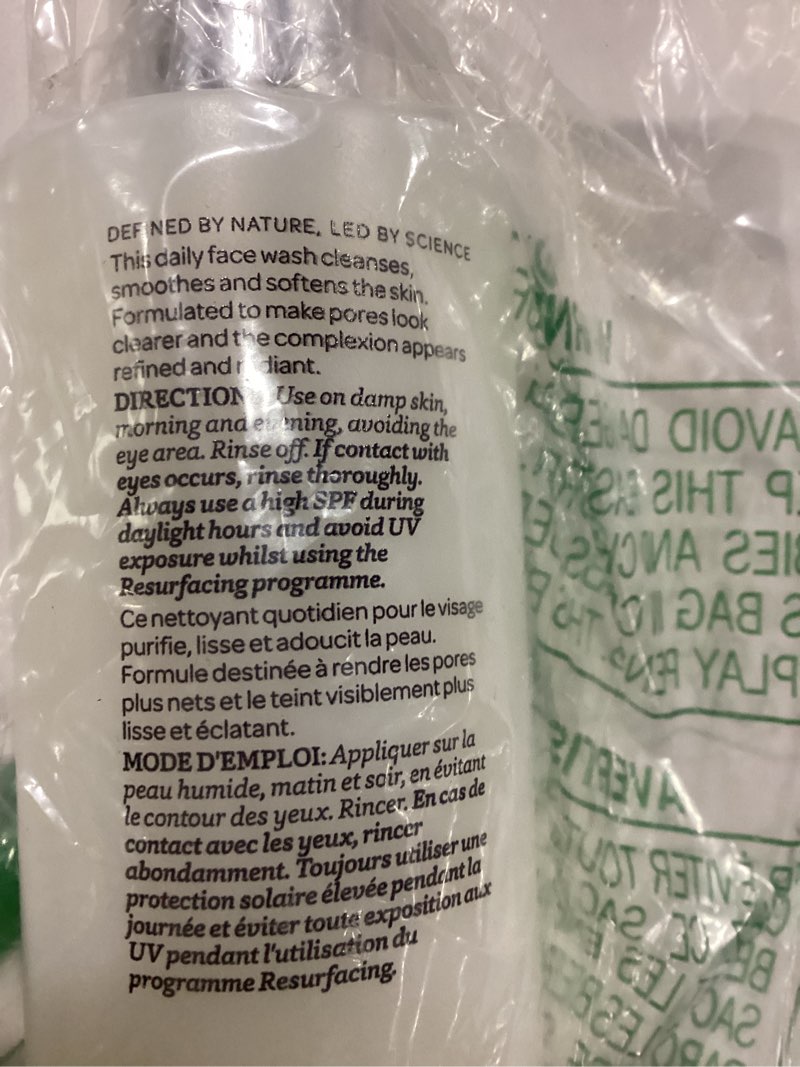 DEFINED BY NATURE, LED BY SCIENCE
This daily face wash cleanses,
smoothes and softens the skin.
Formulated to make pores look
clearer and the complexion appears
refined and radiant.
DIRECTIONS: Use on damp skin,
morning and evening, avoiding the
eye area. Rinse off. If contact with
eyes occurs, rinse thoroughly.
Always use a high SPF during
daylight hours and avoid UV
exposure whilst using the
Resurfacing programme.
Ce nettoyant quotidien pour le visage
purifie, lisse et adoucit la peau.
Formule destinée à rendre les pores
plus nets et le teint visiblement plus
lisse et éclatant.
MODE D'EMPLOI: Appliquer sur la
peau humide, matin et soir, en évitant
le contour des yeux. Rincer. En cas de
contact avec les yeux, rincer
abondamment. Toujours utiliser une
protection solaire élevée pendant la
journée et éviter toute exposition aux
UV pendant l'utilisation du
programme Resurfacing.
AVOID
THIS
BAG
PLAY
ÉVITER
CE SAC
LES
SAC